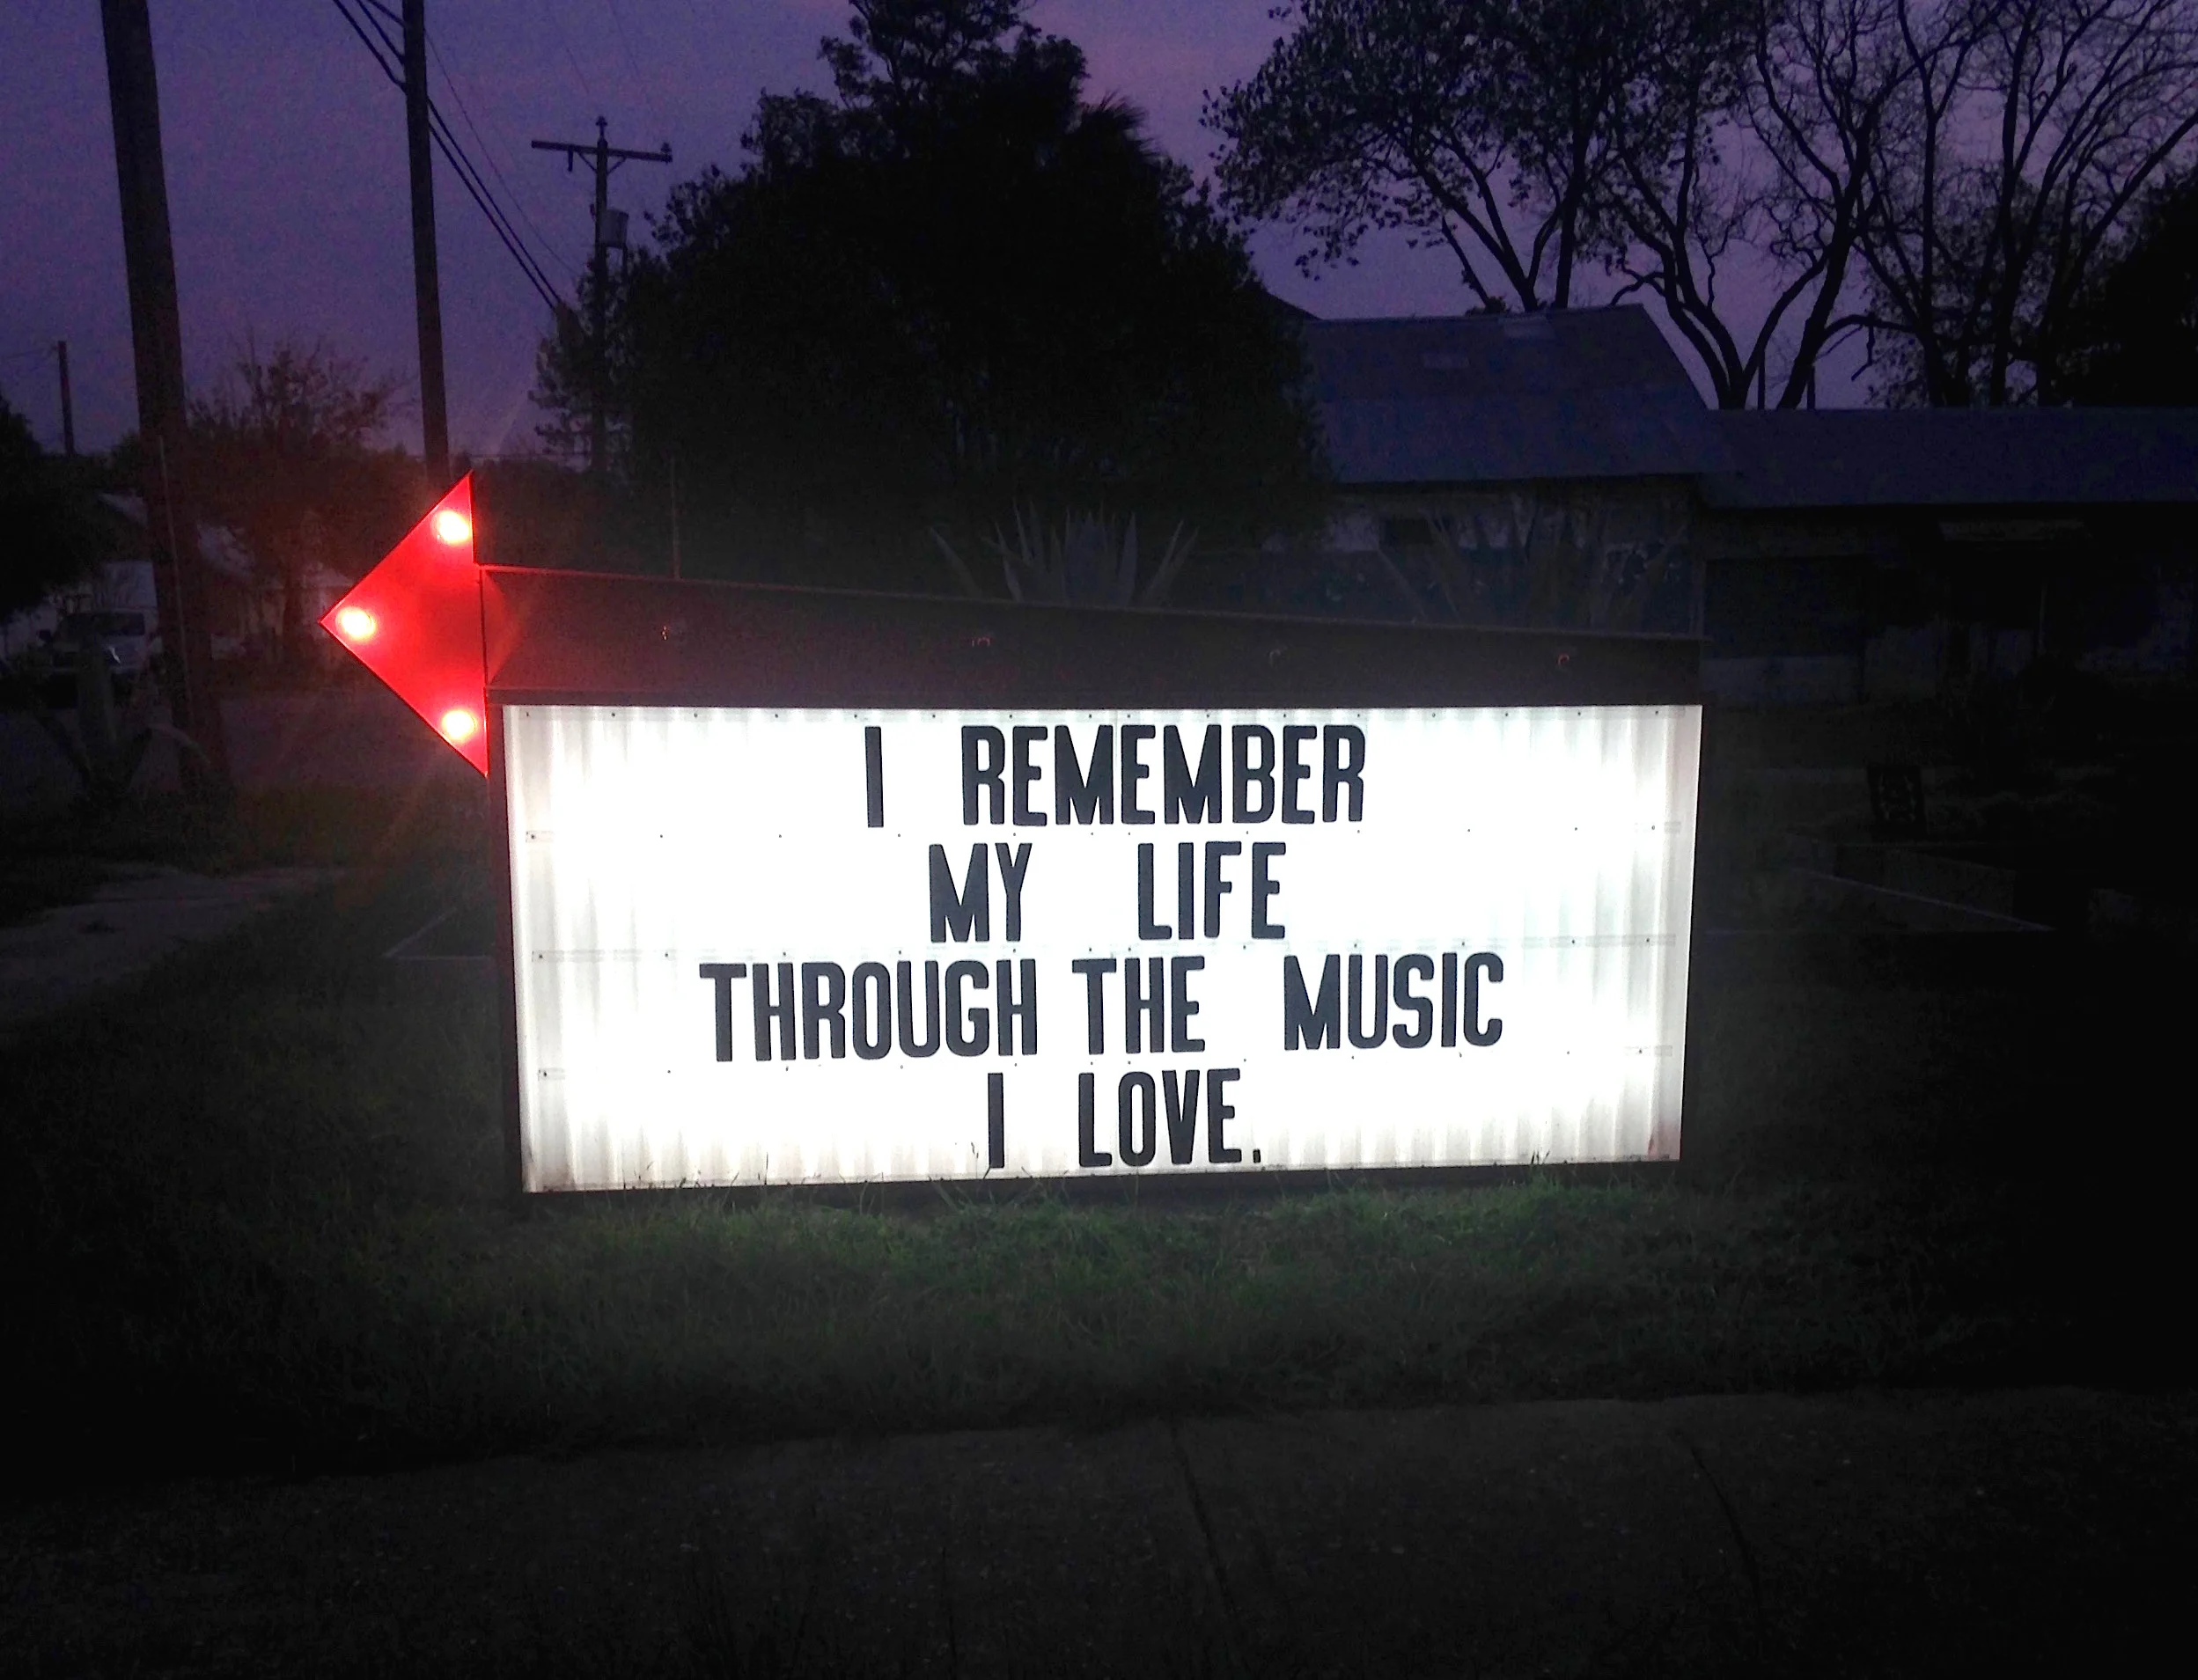 I REMEMBER
MY LIFE
THROUGH THE MUSIC
I LOVE.